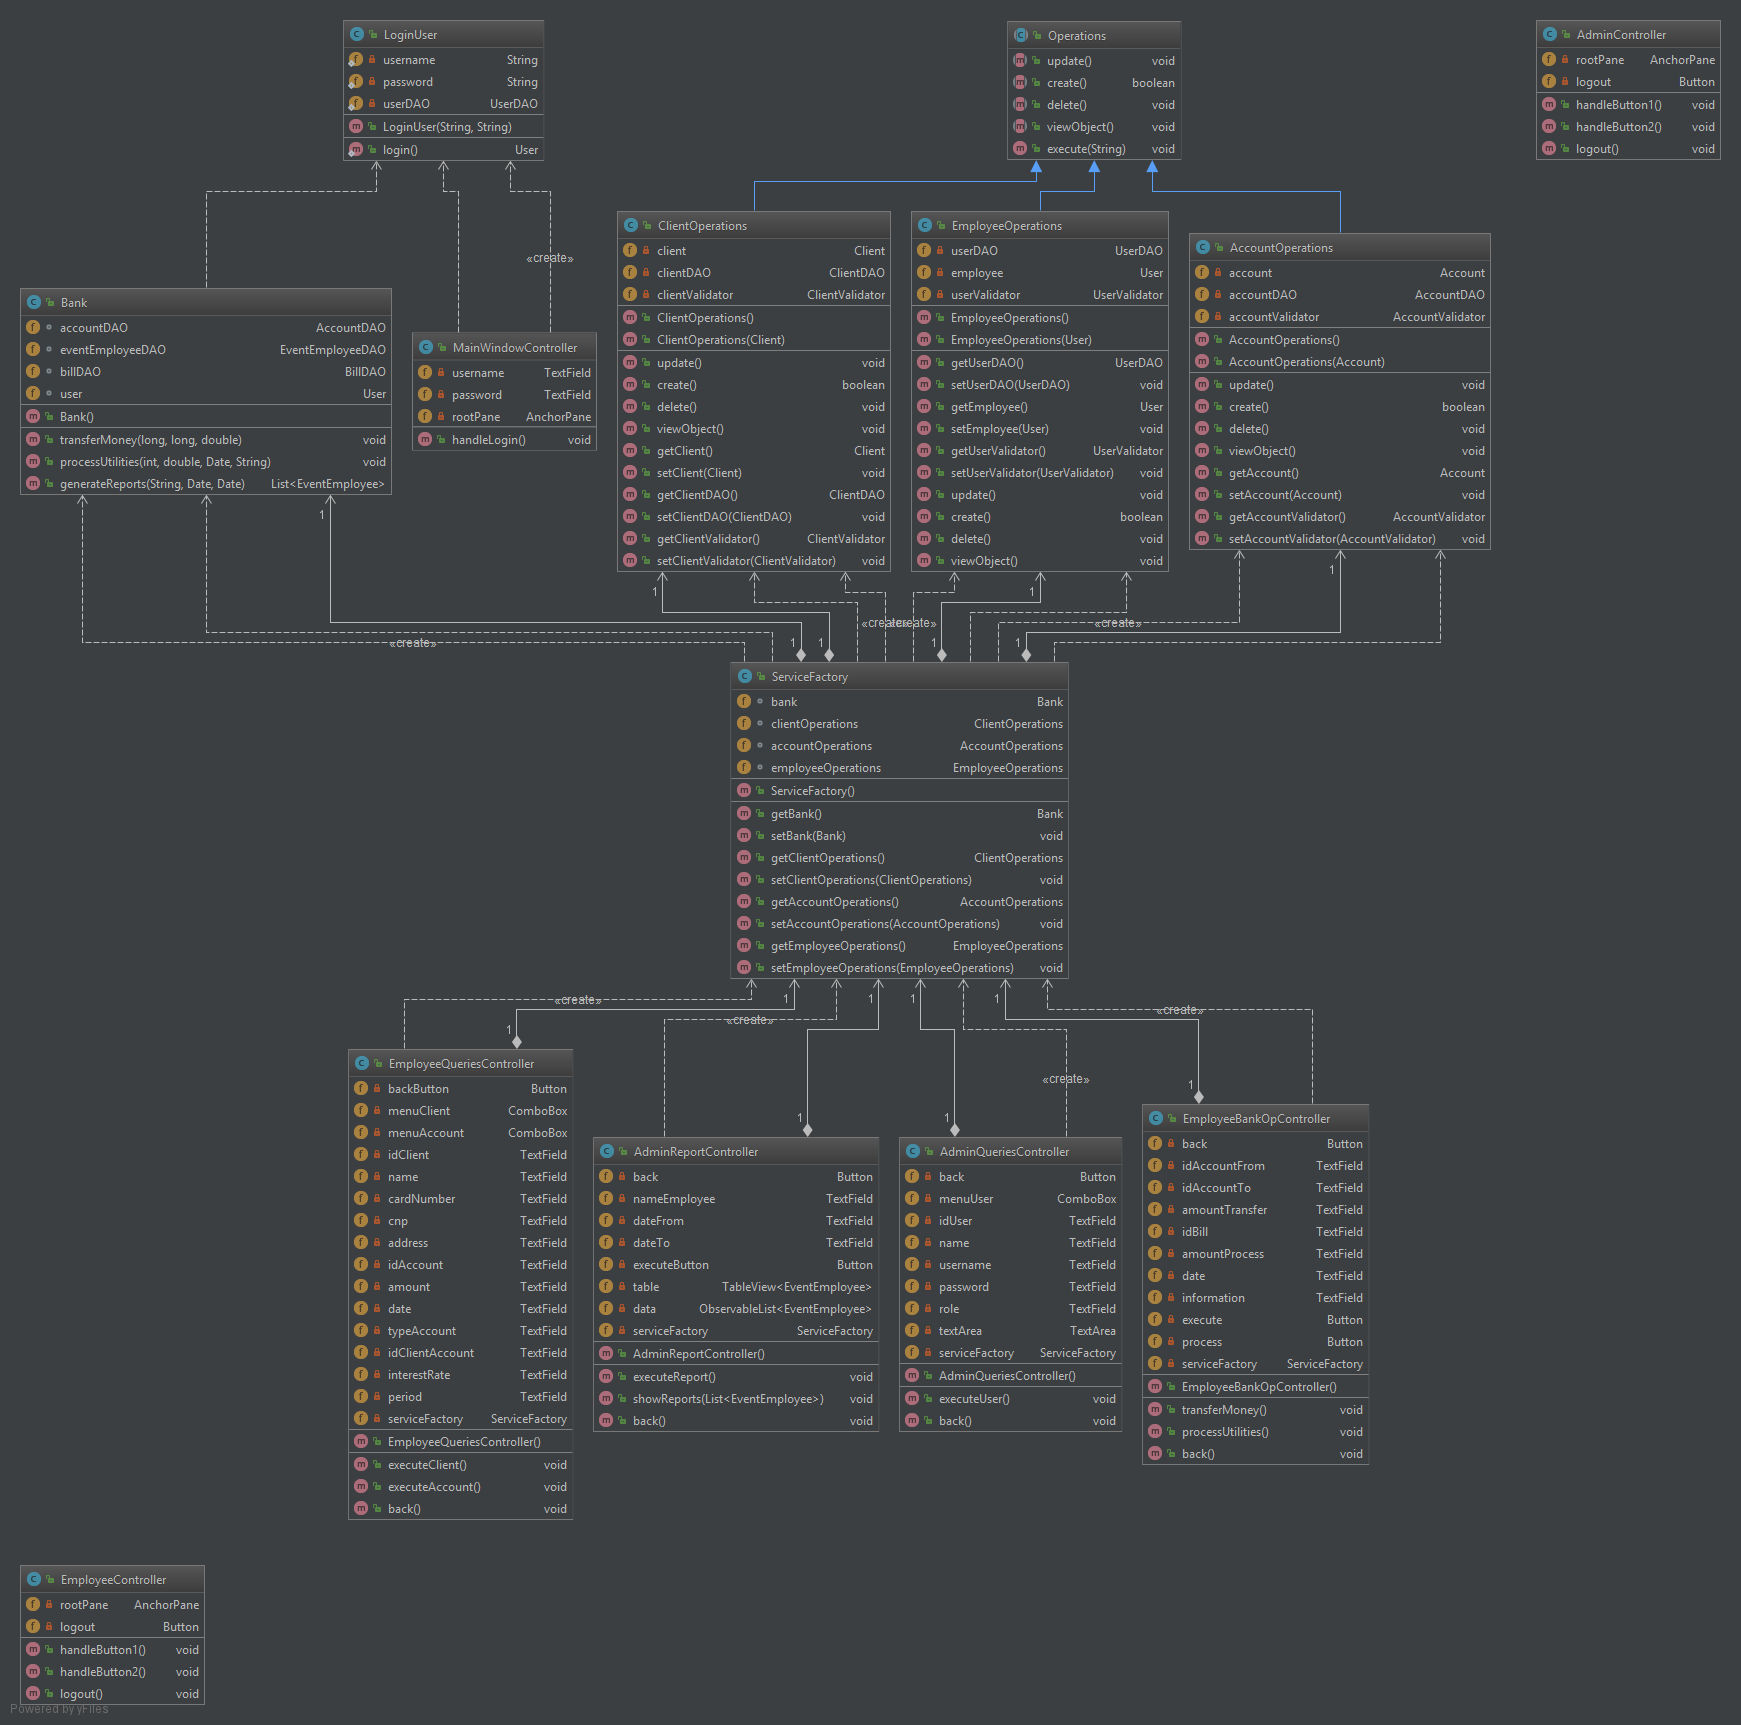 LoginUser
username String
password String
userDAO UserDAO
LoginUser(String, String)
login() User
Operations
update() void
create() boolean
delete() void
viewObject() void
execute(String) void
AdminController
rootPane AnchorPane
logout Button
handleButton1() void
handleButton2() void
logout() void
«create»
ClientOperations
client Client
clientDAO ClientDAO
clientValidator ClientValidator
ClientOperations()
ClientOperations(Client)
update() void
create() boolean
delete() void
viewObject() void
getClient() Client
setClient(Client) void
getClientDAO() ClientDAO
setClientDAO(ClientDAO) void
getClientValidator() ClientValidator
setClientValidator(ClientValidator) void
EmployeeOperations
userDAO UserDAO
employee User
userValidator UserValidator
EmployeeOperations()
EmployeeOperations(User)
getUserDAO() UserDAO
setUserDAO(UserDAO) void
getEmployee() User
setEmployee(User) void
getUserValidator() UserValidator
setUserValidator(UserValidator) void
update() void
create() boolean
delete() void
viewObject() void
AccountOperations
account Account
accountDAO AccountDAO
accountValidator AccountValidator
AccountOperations()
AccountOperations(Account)
update() void
create() boolean
delete() void
viewObject() void
getAccount() Account
setAccount(Account) void
getAccountValidator() AccountValidator
setAccountValidator(AccountValidator) void
Bank
accountDAO AccountDAO
eventEmployeeDAO EventEmployeeDAO
billDAO BillDAO
user User
Bank()
transferMoney(long, long, double) void
processUtilities(int, double, Date, String) void
generateReports(String, Date, Date) List<EventEmployee>
MainWindowController
username TextField
password TextField
rootPane AnchorPane
handleLogin() void
1
1
1
1
«create»
«create»
«create»
«create»
1
1
1
1
ServiceFactory
bank Bank
clientOperations ClientOperations
accountOperations AccountOperations
employeeOperations EmployeeOperations
ServiceFactory()
getBank() Bank
setBank(Bank) void
getClientOperations() ClientOperations
setClientOperations(ClientOperations) void
getAccountOperations() AccountOperations
setAccountOperations(AccountOperations) void
getEmployeeOperations() EmployeeOperations
setEmployeeOperations(EmployeeOperations) void
«create»
1
1
1
1
«create»
«create»
1
«create»
1
1
1
EmployeeQueriesController
backButton Button
menuClient ComboBox
menuAccount ComboBox
idClient TextField
name TextField
cardNumber TextField
cnp TextField
address TextField
idAccount TextField
amount TextField
date TextField
typeAccount TextField
idClientAccount TextField
interestRate TextField
period TextField
serviceFactory ServiceFactory
EmployeeQueriesController()
executeClient() void
executeAccount() void
back() void
AdminReportController
back Button
nameEmployee TextField
dateFrom TextField
dateTo TextField
executeButton Button
table TableView<EventEmployee>
data ObservableList<EventEmployee>
serviceFactory ServiceFactory
AdminReportController()
executeReport() void
showReports(List<EventEmployee>) void
back() void
AdminQueriesController
back Button
menuUser ComboBox
idUser TextField
name TextField
username TextField
password TextField
role TextField
textArea TextArea
serviceFactory ServiceFactory
AdminQueriesController()
executeUser() void
back() void
EmployeeBankOpController
back Button
idAccountFrom TextField
idAccountTo TextField
amountTransfer TextField
idBill TextField
amountProcess TextField
date TextField
information TextField
execute Button
process Button
serviceFactory ServiceFactory
EmployeeBankOpController()
transferMoney() void
processUtilities() void
back() void
EmployeeController
rootPane AnchorPane
logout Button
handleButton1() void
handleButton2() void
logout() void
Powered by yFiles